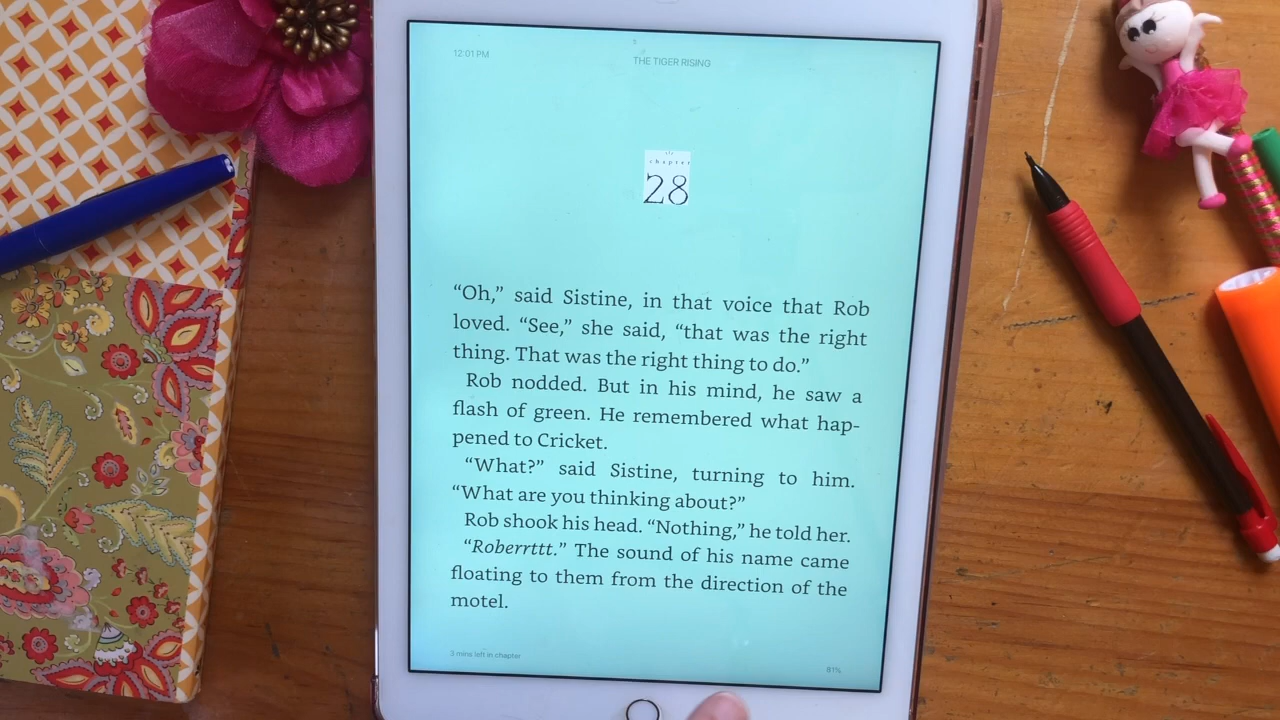 12:01 PM
THE TIGER RISING
chapter
28
“Oh,” said Sistine, in that voice that Rob
loved. “See,” she said, “that was the right
thing. That was the right thing to do.”
Rob nodded. But in his mind, he saw a
flash of green. He remembered what hap-
pened to Cricket.
“What?” said Sistine, turning to him.
“What are you thinking about?”
Rob shook his head. “Nothing,” he told her.
“Roberrttt.” The sound of his name came
floating to them from the direction of the
motel.
3 mins left in chapter
81%